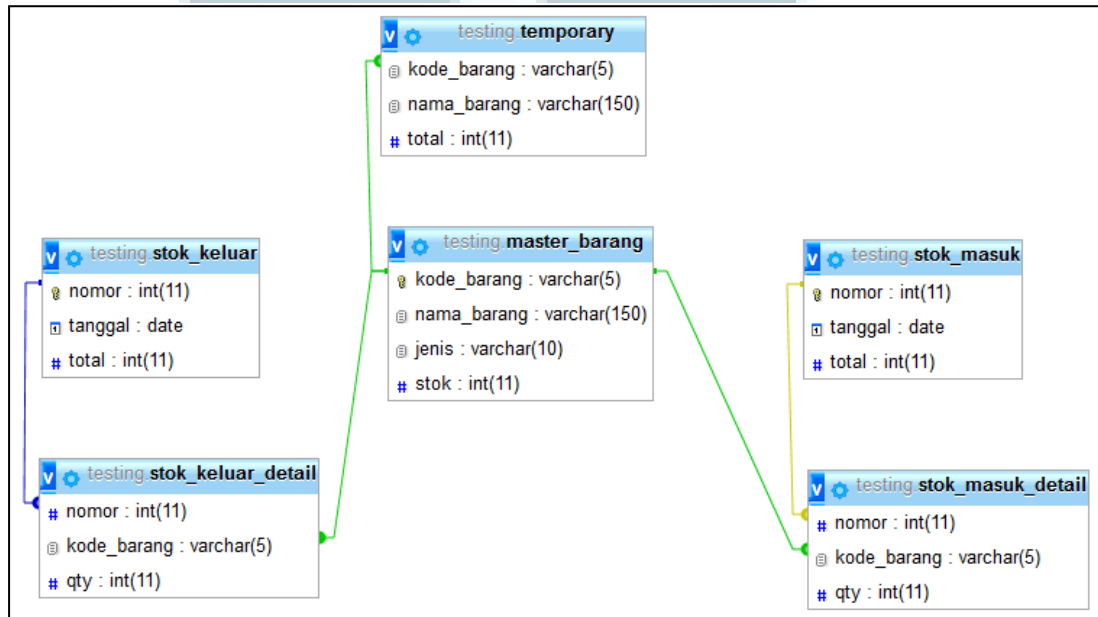 v testing.temporary
kode_barang : varchar(5)
nama_barang : varchar(150)
# total : int(11)
v testing.stok_keluar
nomor : int(11)
tanggal : date
# total : int(11)
v testing.master_barang
kode_barang : varchar(5)
nama_barang : varchar(150)
jenis : varchar(10)
# stok : int(11)
v testing.stok_masuk
nomor : int(11)
tanggal : date
# total : int(11)
v testing.stok_keluar_detail
# nomor : int(11)
kode_barang : varchar(5)
# qty : int(11)
v testing.stok_masuk_detail
# nomor : int(11)
kode_barang : varchar(5)
# qty : int(11)